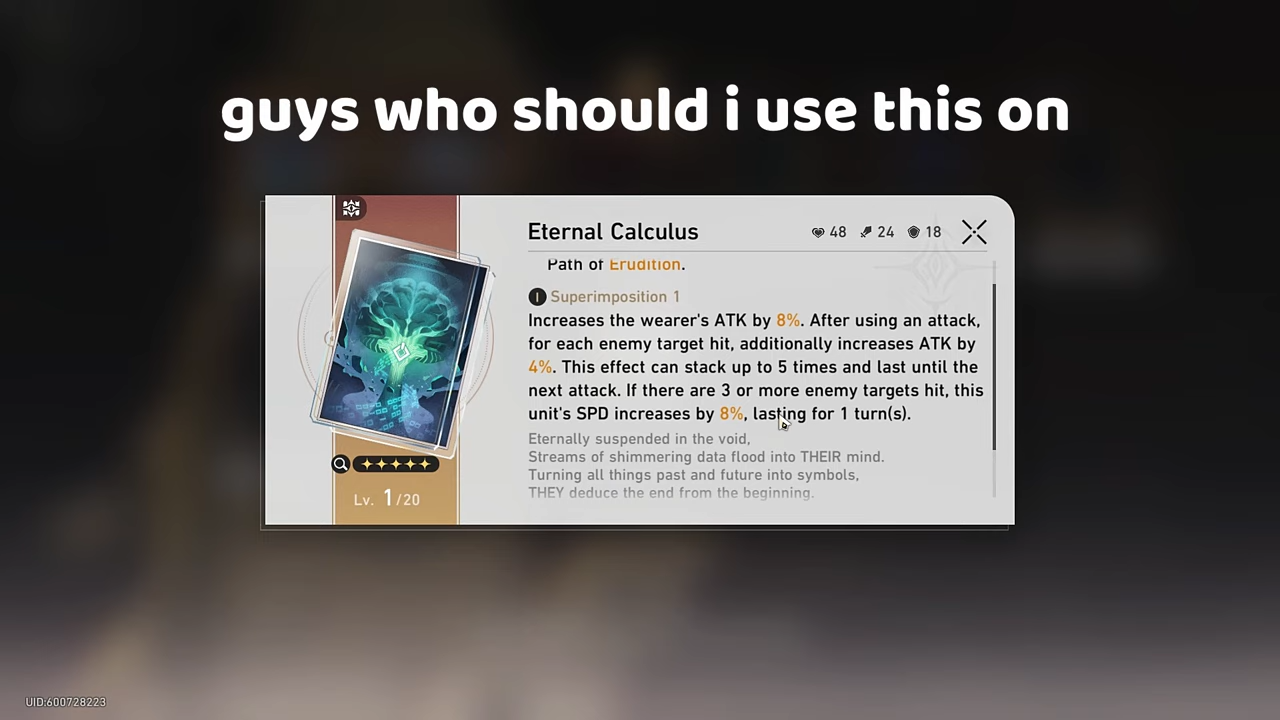 guys who should i use this on
Eternal Calculus 48 24 18
Path of Erudition.
I Superimposition 1
Increases the wearer's ATK by 8%. After using an attack,
for each enemy target hit, additionally increases ATK by
4%. This effect can stack up to 5 times and last until the
next attack. If there are 3 or more enemy targets hit, this
unit's SPD increases by 8%, lasting for 1 turn(s).
Eternally suspended in the void,
Streams of shimmering data flood into THEIR mind.
Turning all things past and future into symbols,
THEY deduce the end from the beginning.
Lv. 1/20
UID:600728223